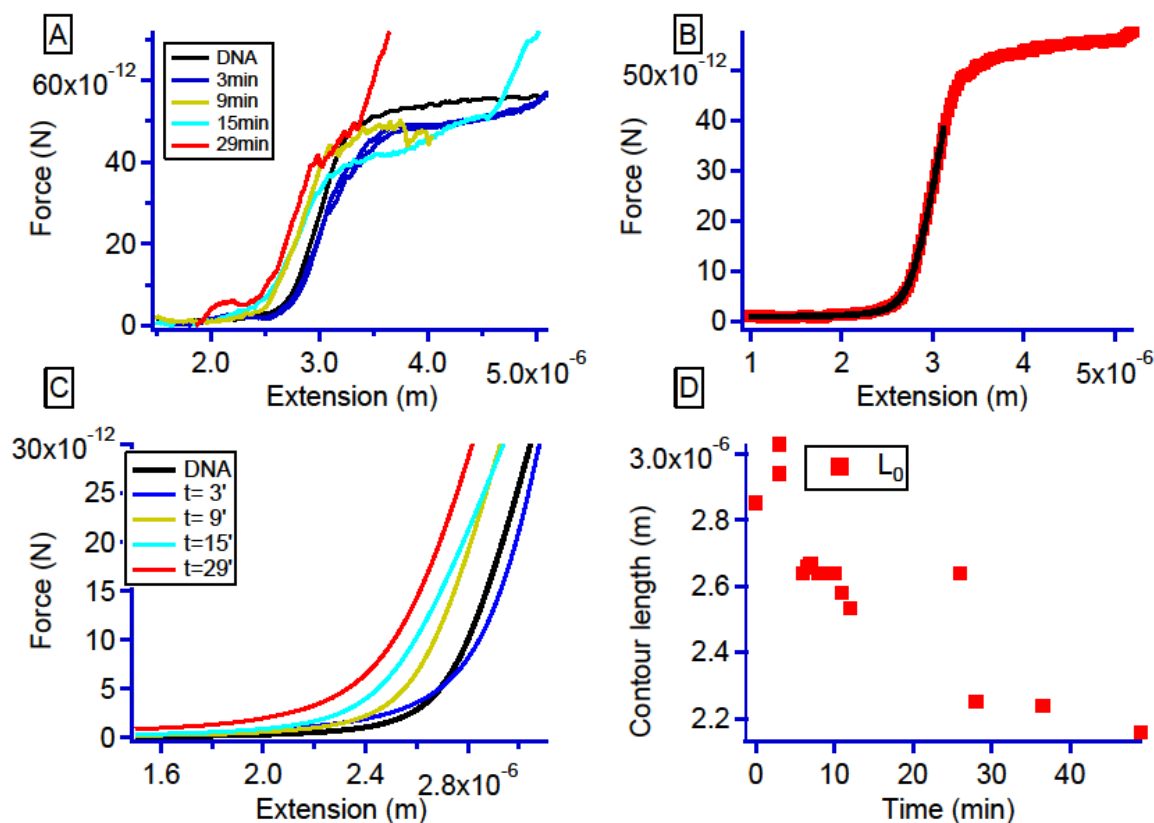 A
60x10-12
40
20
0
Force (N)
DNA
3min
9min
15min
29min
2.0
3.0
4.0
5.0x10-6
Extension (m)
B
50x10-12
40
30
20
10
0
Force (N)
1
2
3
4
5x10-6
Extension (m)
C
30x10-12
25
20
15
10
5
0
Force (N)
DNA
t= 3'
t= 9'
t=15'
t=29'
1.6
2.0
2.4
2.8x10-6
Extension (m)
D
3.0x10-6
2.8
2.6
2.4
2.2
Contour length (m)
L0
0
10
20
30
40
Time (min)